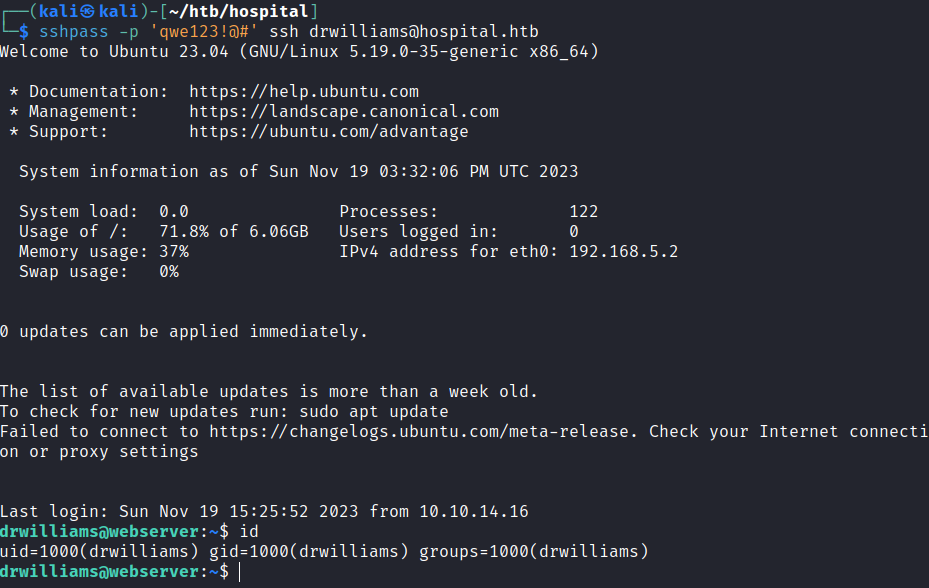 ┌──(kali㉿kali)-[~/htb/hospital]
└─$ sshpass -p 'qwe123!@#' ssh drwilliams@hospital.htb
Welcome to Ubuntu 23.04 (GNU/Linux 5.19.0-35-generic x86_64)
* Documentation:  https://help.ubuntu.com
* Management:     https://landscape.canonical.com
* Support:        https://ubuntu.com/advantage
System information as of Sun Nov 19 03:32:06 PM UTC 2023
System load:  0.0                Processes:             122
Usage of /:   71.8% of 6.06GB   Users logged in:       0
Memory usage: 37%                IPv4 address for eth0: 192.168.5.2
Swap usage:   0%
0 updates can be applied immediately.
The list of available updates is more than a week old.
To check for new updates run: sudo apt update
Failed to connect to https://changelogs.ubuntu.com/meta-release. Check your Internet connecti
on or proxy settings
Last login: Sun Nov 19 15:25:52 2023 from 10.10.14.16
drwilliams@webserver:~$ id
uid=1000(drwilliams) gid=1000(drwilliams) groups=1000(drwilliams)
drwilliams@webserver:~$